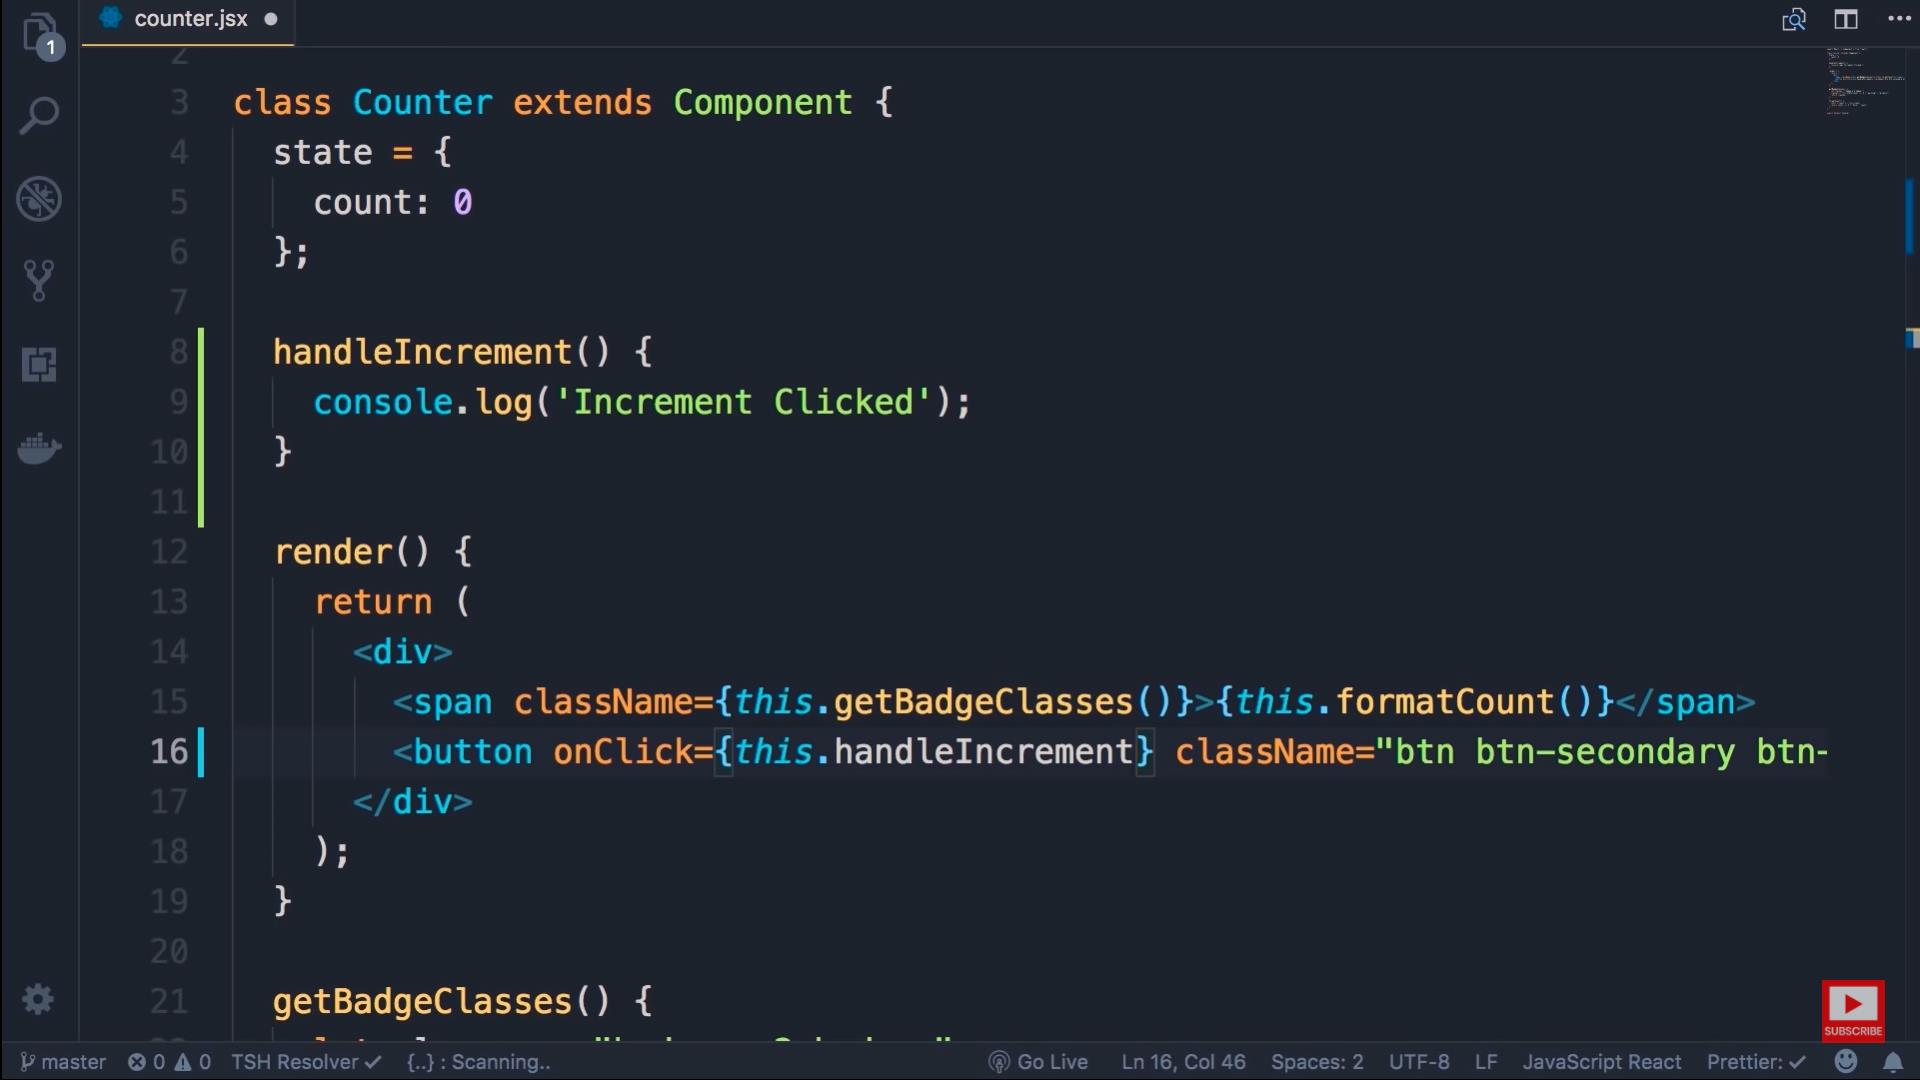 counter.jsx
1
2
3 class Counter extends Component {
4 state = {
5 count: 0
6 };
7
8 handleIncrement() {
9 console.log('Increment Clicked');
10 }
11
12 render() {
13 return (
14 <div>
15 <span className={this.getBadgeClasses()}>{this.formatCount()}</span>
16 <button onClick={this.handleIncrement} className="btn btn-secondary btn-
17 </div>
18 );
19 }
20
21 getBadgeClasses() {
SUBSCRIBE
master 0 0 TSH Resolver {..} : Scanning.. Go Live Ln 16, Col 46 Spaces: 2 UTF-8 LF JavaScript React Prettier: